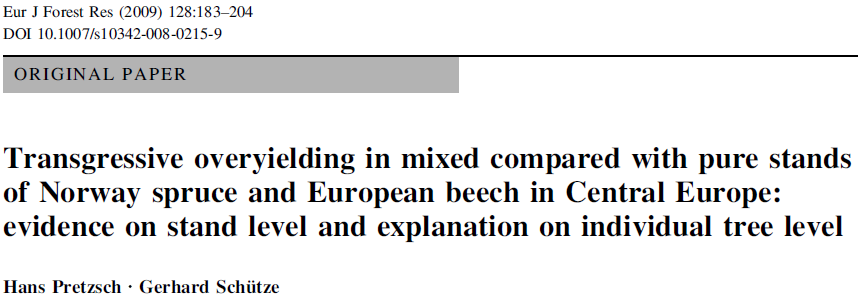 Eur J Forest Res (2009) 128:183–204
DOI 10.1007/s10342-008-0215-9
ORIGINAL PAPER
Transgressive overyielding in mixed compared with pure stands
of Norway spruce and European beech in Central Europe:
evidence on stand level and explanation on individual tree level
Hans Pretzsch · Gerhard Schütze